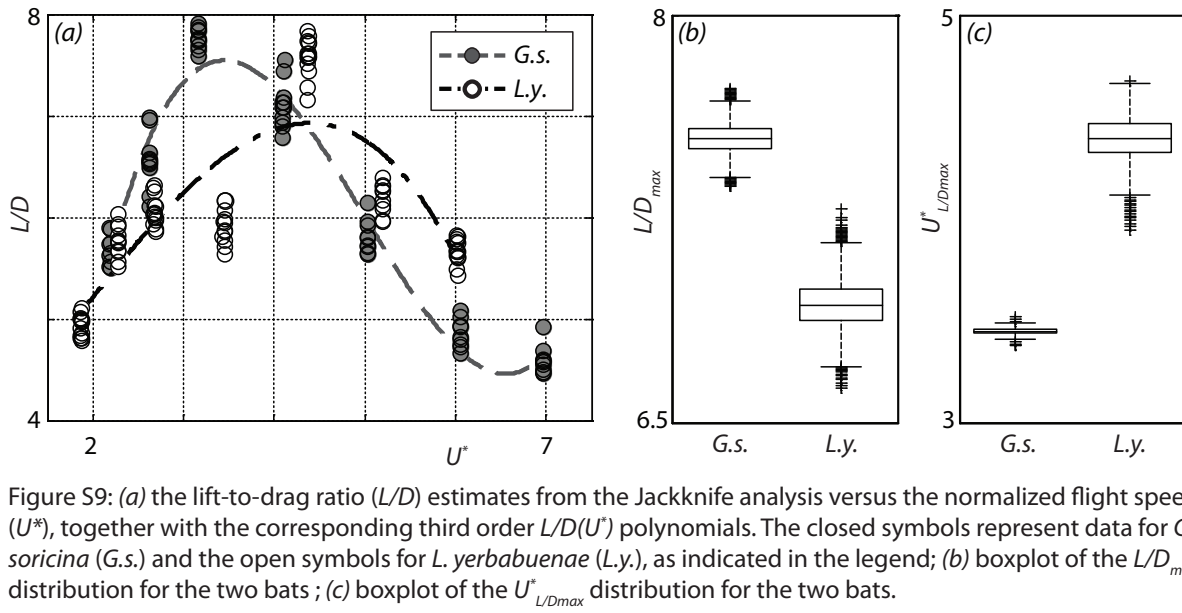 8
(a)
G.s.
L.y.
L/D
4
2
U*
7
8
(b)
L/Dmax
6.5
G.s.
L.y.
5
(c)
U*L/Dmax
3
G.s.
L.y.
Figure S9: (a) the lift-to-drag ratio (L/D) estimates from the Jackknife analysis versus the normalized flight spee
(U*), together with the corresponding third order L/D(U*) polynomials. The closed symbols represent data for G
soricina (G.s.) and the open symbols for L. yerbabuenae (L.y.), as indicated in the legend; (b) boxplot of the L/Dm
distribution for the two bats ; (c) boxplot of the U*L/Dmax distribution for the two bats.